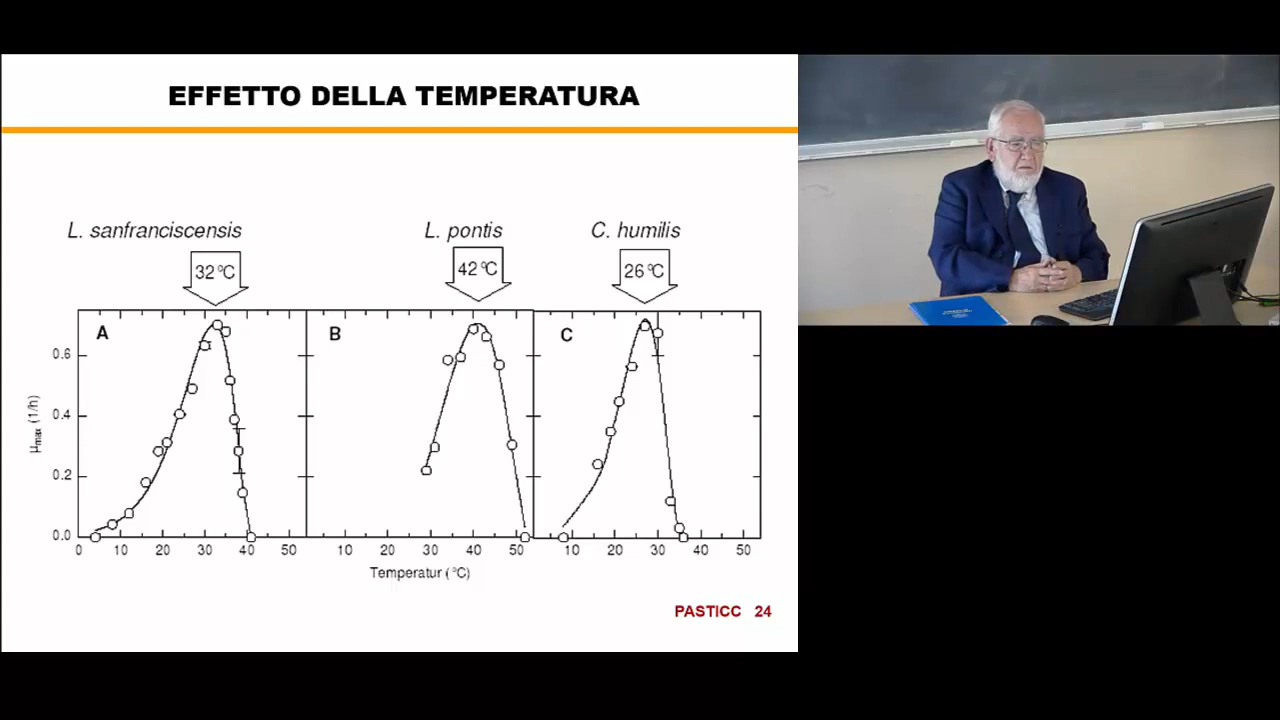 EFFETTO DELLA TEMPERATURA
L. sanfranciscensis L. pontis C. humilis
32°C 42°C 26°C
A B C
0.6
0.4
0.2
0.0
µmax (1/h)
0 10 20 30 40 50 10 20 30 40 50 10 20 30 40 50
Temperatur (°C)
PASTICC 24